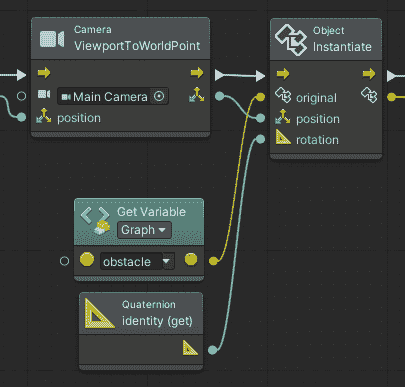 Camera
ViewportToWorldPoint
Main Camera
position
Object
Instantiate
original
position
rotation
Get Variable
Graph
obstacle
Quaternion
identity (get)